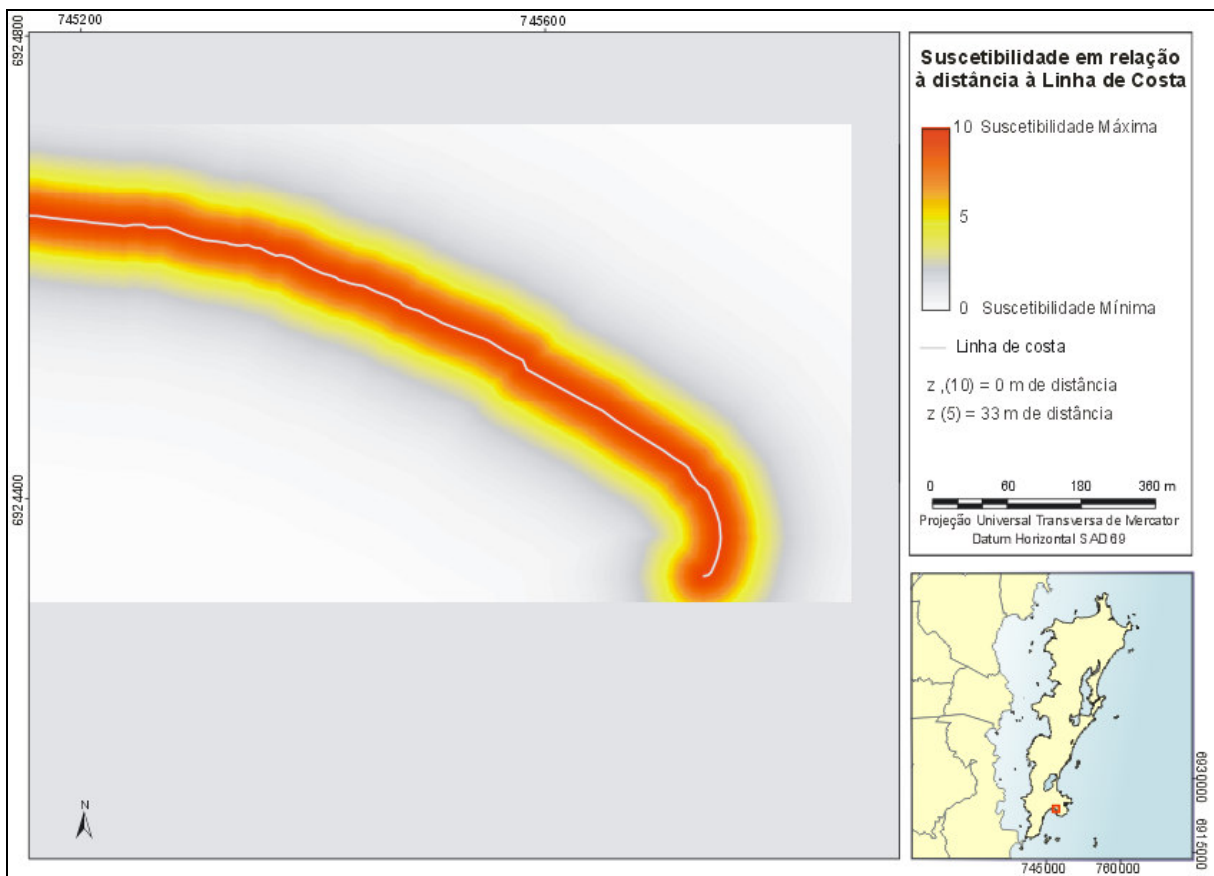 745200
745600
6924800
6924400
N
Suscetibilidade em relação
à distância à Linha de Costa
10 Suscetibilidade Máxima
5
0 Suscetibilidade Mínima
Linha de costa
z ,(10) = 0 m de distância
z (5) = 33 m de distância
0 60 180 360 m
Projeção Universal Transversa de Mercator
Datum Horizontal SAD 69
6930000
6915000
745000
760000